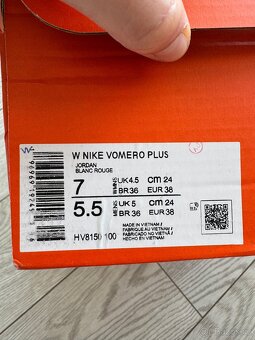 W NIKE VOMERO PLUS
JORDAN
BLANC ROUGE
7 UK 4.5 cm 24
BR 36 EUR 38
5.5 UK 5 cm 24
BR 36 EUR 38
HV8150 100
MADE IN VIETNAM
FABRIQUÉ AU VIETNAM
FABRICADO NO VIETNAM
HECHO EN VIETNAM